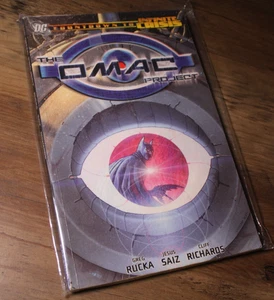 DC
COUNTDOWN TO INFINITE CRISIS
THE
OMAC
PROJECT
GREG RUCKA
JESUS SAIZ
CLIFF RICHARDS